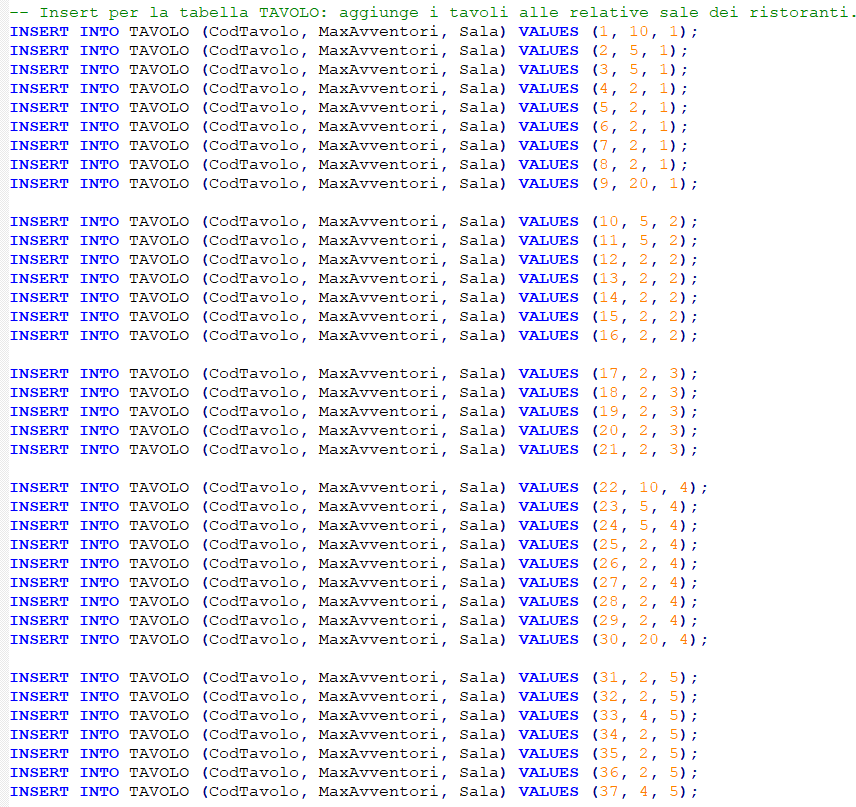 -- Insert per la tabella TAVOLO: aggiunge i tavoli alle relative sale dei ristoranti.
INSERT INTO TAVOLO (CodTavolo, MaxAvventori, Sala) VALUES (1, 10, 1);
INSERT INTO TAVOLO (CodTavolo, MaxAvventori, Sala) VALUES (2, 5, 1);
INSERT INTO TAVOLO (CodTavolo, MaxAvventori, Sala) VALUES (3, 5, 1);
INSERT INTO TAVOLO (CodTavolo, MaxAvventori, Sala) VALUES (4, 2, 1);
INSERT INTO TAVOLO (CodTavolo, MaxAvventori, Sala) VALUES (5, 2, 1);
INSERT INTO TAVOLO (CodTavolo, MaxAvventori, Sala) VALUES (6, 2, 1);
INSERT INTO TAVOLO (CodTavolo, MaxAvventori, Sala) VALUES (7, 2, 1);
INSERT INTO TAVOLO (CodTavolo, MaxAvventori, Sala) VALUES (8, 2, 1);
INSERT INTO TAVOLO (CodTavolo, MaxAvventori, Sala) VALUES (9, 20, 1);
INSERT INTO TAVOLO (CodTavolo, MaxAvventori, Sala) VALUES (10, 5, 2);
INSERT INTO TAVOLO (CodTavolo, MaxAvventori, Sala) VALUES (11, 5, 2);
INSERT INTO TAVOLO (CodTavolo, MaxAvventori, Sala) VALUES (12, 2, 2);
INSERT INTO TAVOLO (CodTavolo, MaxAvventori, Sala) VALUES (13, 2, 2);
INSERT INTO TAVOLO (CodTavolo, MaxAvventori, Sala) VALUES (14, 2, 2);
INSERT INTO TAVOLO (CodTavolo, MaxAvventori, Sala) VALUES (15, 2, 2);
INSERT INTO TAVOLO (CodTavolo, MaxAvventori, Sala) VALUES (16, 2, 2);
INSERT INTO TAVOLO (CodTavolo, MaxAvventori, Sala) VALUES (17, 2, 3);
INSERT INTO TAVOLO (CodTavolo, MaxAvventori, Sala) VALUES (18, 2, 3);
INSERT INTO TAVOLO (CodTavolo, MaxAvventori, Sala) VALUES (19, 2, 3);
INSERT INTO TAVOLO (CodTavolo, MaxAvventori, Sala) VALUES (20, 2, 3);
INSERT INTO TAVOLO (CodTavolo, MaxAvventori, Sala) VALUES (21, 2, 3);
INSERT INTO TAVOLO (CodTavolo, MaxAvventori, Sala) VALUES (22, 10, 4);
INSERT INTO TAVOLO (CodTavolo, MaxAvventori, Sala) VALUES (23, 5, 4);
INSERT INTO TAVOLO (CodTavolo, MaxAvventori, Sala) VALUES (24, 5, 4);
INSERT INTO TAVOLO (CodTavolo, MaxAvventori, Sala) VALUES (25, 2, 4);
INSERT INTO TAVOLO (CodTavolo, MaxAvventori, Sala) VALUES (26, 2, 4);
INSERT INTO TAVOLO (CodTavolo, MaxAvventori, Sala) VALUES (27, 2, 4);
INSERT INTO TAVOLO (CodTavolo, MaxAvventori, Sala) VALUES (28, 2, 4);
INSERT INTO TAVOLO (CodTavolo, MaxAvventori, Sala) VALUES (29, 2, 4);
INSERT INTO TAVOLO (CodTavolo, MaxAvventori, Sala) VALUES (30, 20, 4);
INSERT INTO TAVOLO (CodTavolo, MaxAvventori, Sala) VALUES (31, 2, 5);
INSERT INTO TAVOLO (CodTavolo, MaxAvventori, Sala) VALUES (32, 2, 5);
INSERT INTO TAVOLO (CodTavolo, MaxAvventori, Sala) VALUES (33, 4, 5);
INSERT INTO TAVOLO (CodTavolo, MaxAvventori, Sala) VALUES (34, 2, 5);
INSERT INTO TAVOLO (CodTavolo, MaxAvventori, Sala) VALUES (35, 2, 5);
INSERT INTO TAVOLO (CodTavolo, MaxAvventori, Sala) VALUES (36, 2, 5);
INSERT INTO TAVOLO (CodTavolo, MaxAvventori, Sala) VALUES (37, 4, 5);